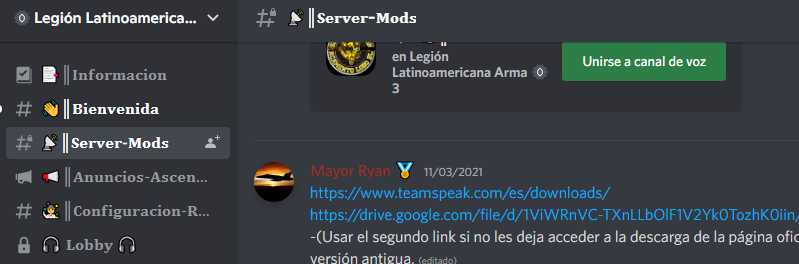 Legión Latinoamerica...
Informacion
Bienvenida
Server-Mods
Anuncios-Ascen...
Configuracion-R...
Lobby
Server-Mods
en Legión
Latinoamericana Arma
3
Unirse a canal de voz
Mayor Ryan 11/03/2021
https://www.teamspeak.com/es/downloads/
https://drive.google.com/file/d/1ViWRnVC-TXnLLbOlF1V2Yk0TozhK0iin/
-(Usar el segundo link si no les deja acceder a la descarga de la página ofic
versión antigua. (editado)